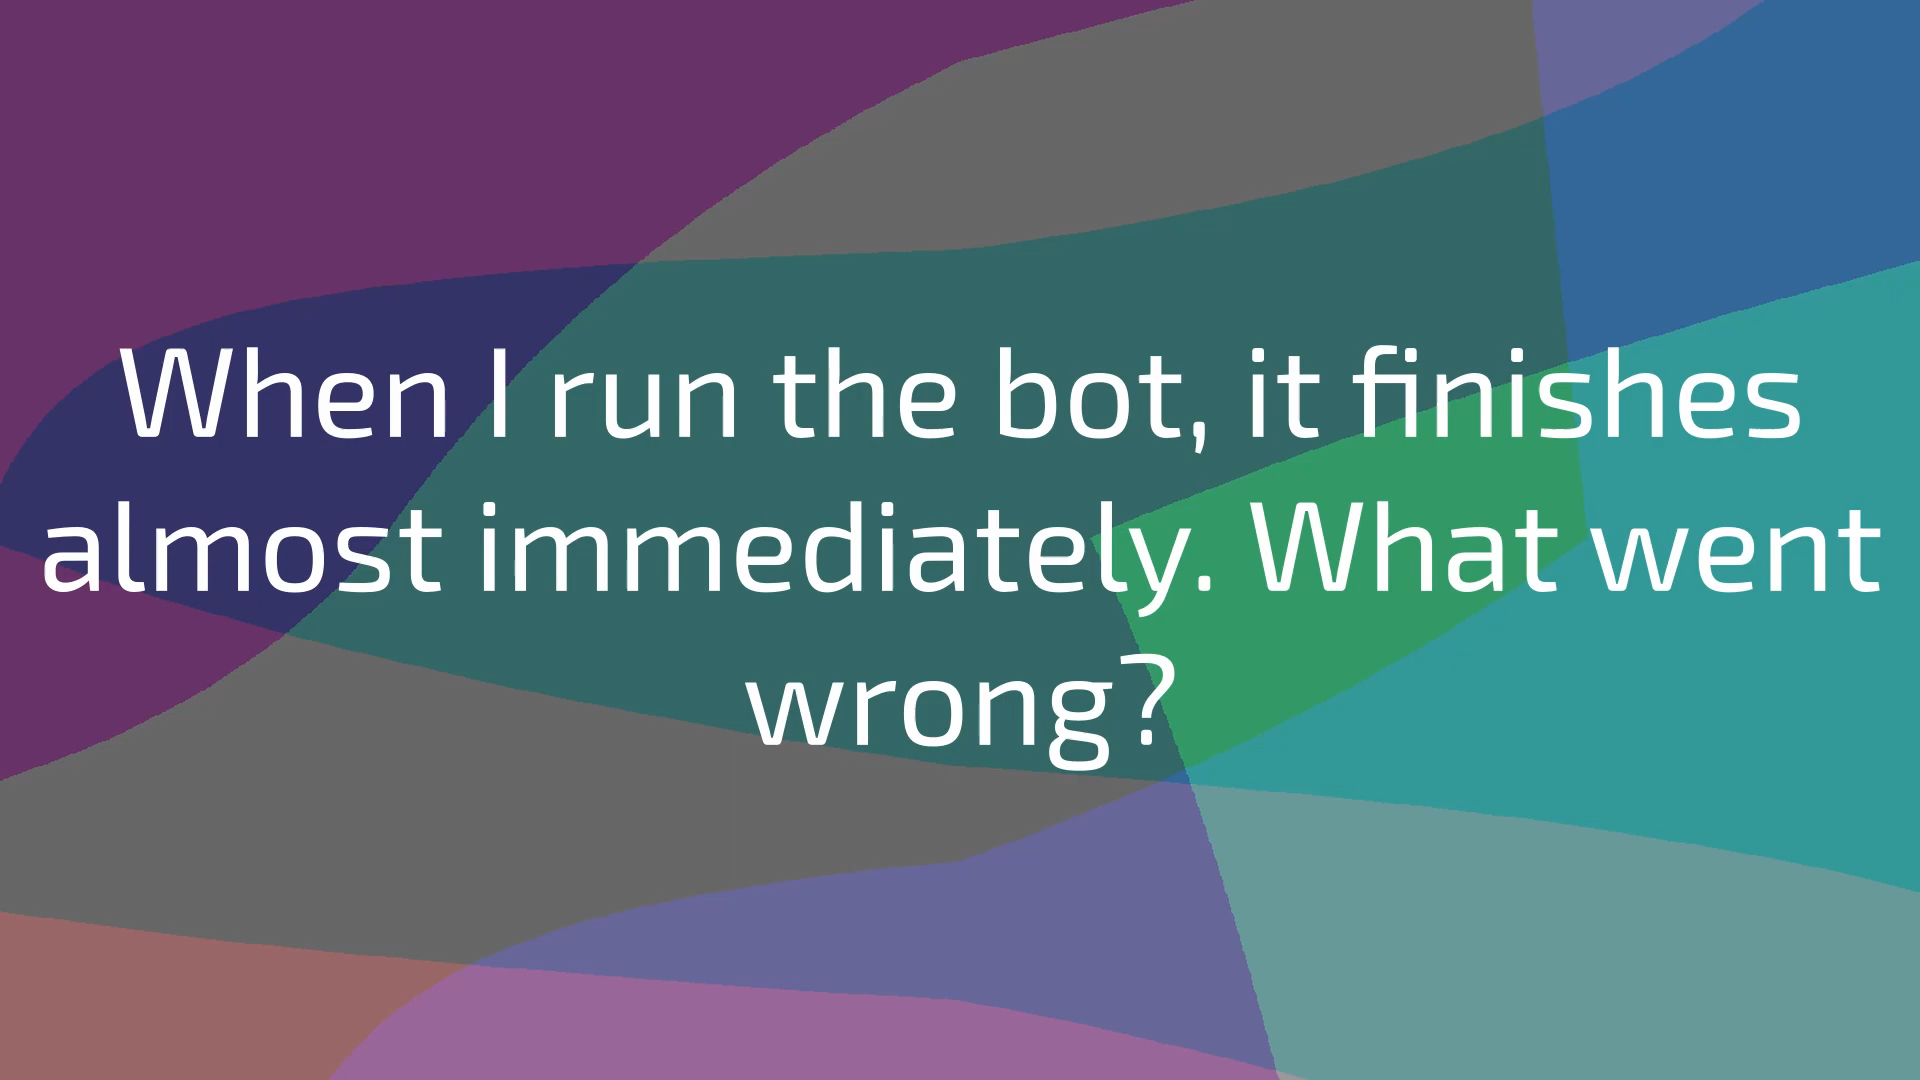 When I run the bot, it finishes
almost immediately. What went
wrong?